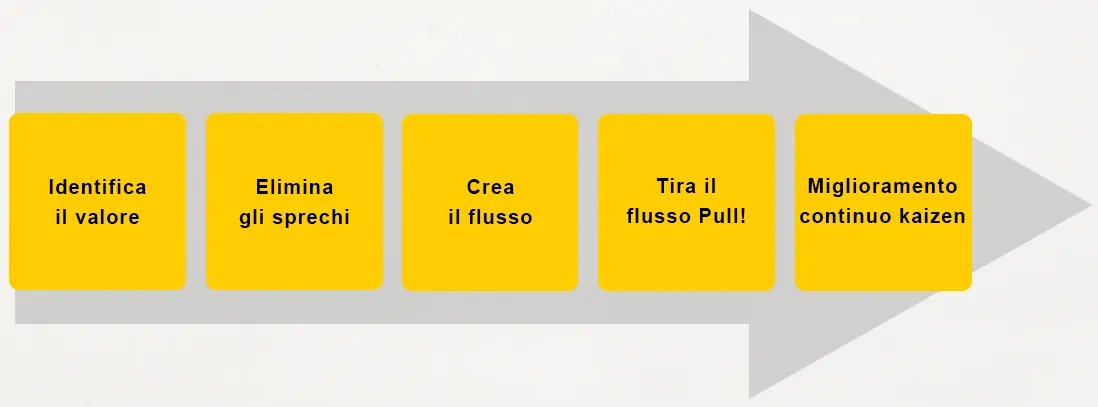 Identifica
il valore
Elimina
gli sprechi
Crea
il flusso
Tira il
flusso Pull!
Miglioramento
continuo kaizen